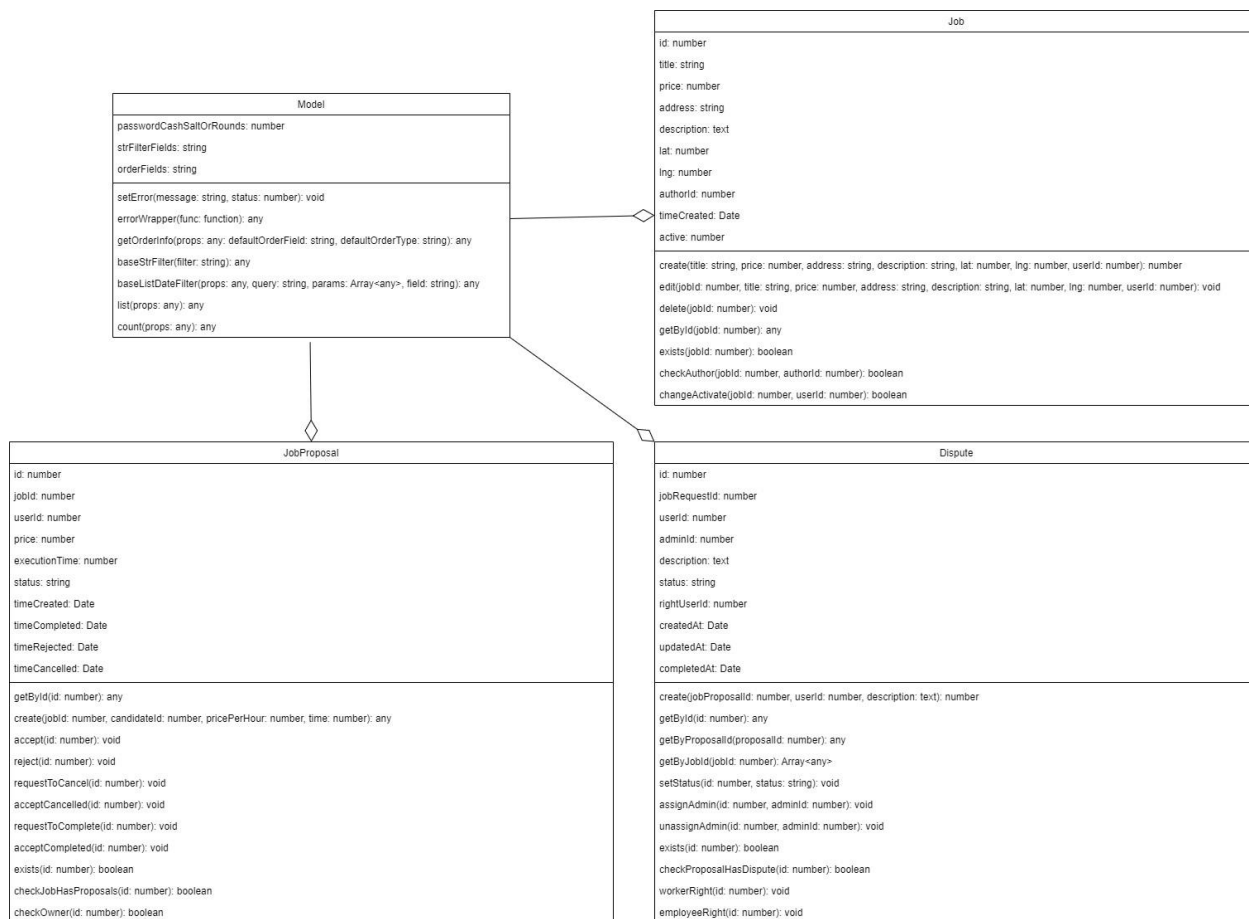 Job
id: number
title: string
price: number
address: string
description: text
lat: number
lng: number
authorId: number
timeCreated: Date
active: number
create(title: string, price: number, address: string, description: string, lat: number, lng: number, userId: number): number
edit(jobId: number, title: string, price: number, address: string, description: string, lat: number, lng: number, userId: number): void
delete(jobId: number): void
getById(jobId: number): any
exists(jobId: number): boolean
checkAuthor(jobId: number, authorId: number): boolean
changeActivate(jobId: number, userId: number): boolean
Model
passwordCashSaltOrRounds: number
strFilterFields: string
orderFields: string
setError(message: string, status: number): void
errorWrapper(func: function): any
getOrderInfo(props: any: defaultOrderField: string, defaultOrderType: string): any
baseStrFilter(filter: string): any
baseListDateFilter(props: any, query: string, params: Array<any>, field: string): any
list(props: any): any
count(props: any): any
JobProposal
id: number
jobId: number
userId: number
price: number
executionTime: number
status: string
timeCreated: Date
timeCompleted: Date
timeRejected: Date
timeCancelled: Date
getById(id: number): any
create(jobId: number, candidateId: number, pricePerHour: number, time: number): any
accept(id: number): void
reject(id: number): void
requestToCancel(id: number): void
acceptCancelled(id: number): void
requestToComplete(id: number): void
acceptCompleted(id: number): void
exists(id: number): boolean
checkJobHasProposals(id: number): boolean
checkOwner(id: number): boolean
Dispute
id: number
jobRequestId: number
userId: number
adminId: number
description: text
status: string
rightUserId: number
createdAt: Date
updatedAt: Date
completedAt: Date
create(jobProposalId: number, userId: number, description: text): number
getById(id: number): any
getByProposalId(proposalId: number): any
getByJobId(jobId: number): Array<any>
setStatus(id: number, status: string): void
assignAdmin(id: number, adminId: number): void
unassignAdmin(id: number, adminId: number): void
exists(id: number): boolean
checkProposalHasDispute(id: number): boolean
workerRight(id: number): void
employeeRight(id: number): void